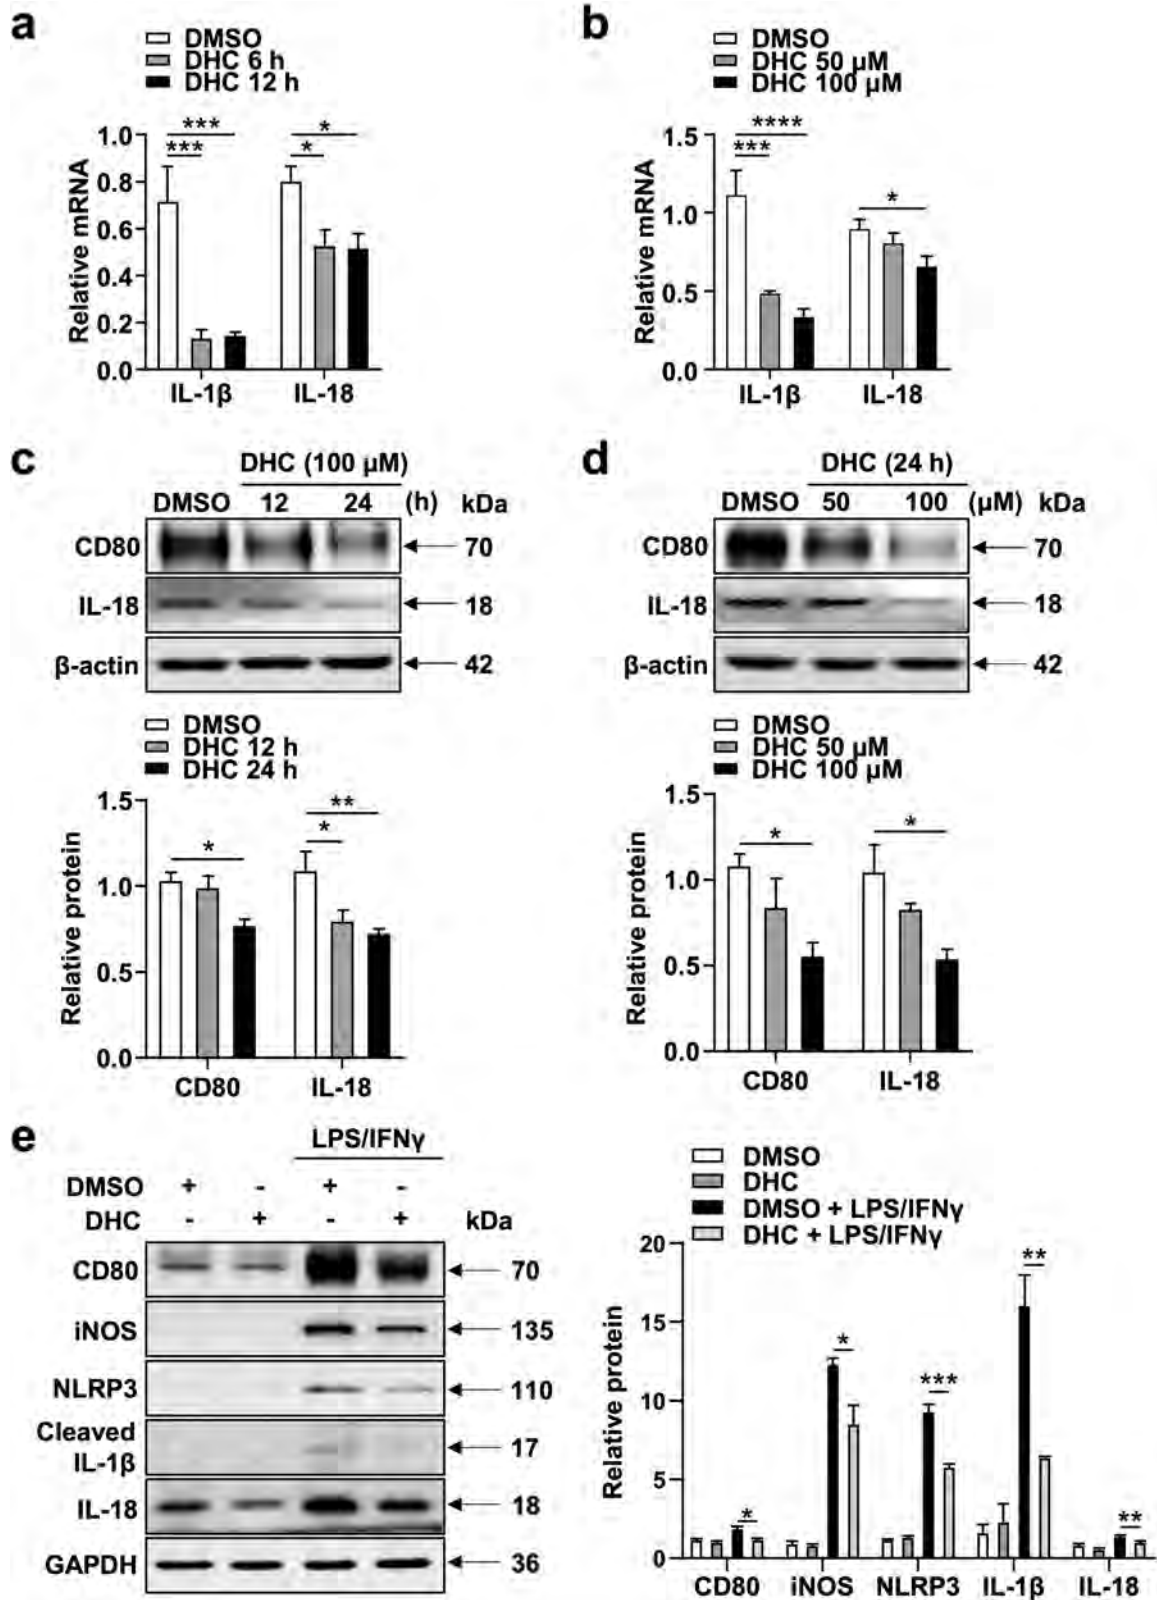 a
DMSO
DHC 6 h
DHC 12 h
Relative mRNA
1.0
0.8
0.6
0.4
0.2
0.0
*** *
*** *
IL-1β IL-18
b
DMSO
DHC 50 μM
DHC 100 μM
Relative mRNA
1.5
1.0
0.5
0.0
****
***
*
IL-1β IL-18
c
DHC (100 μM)
DMSO 12 24 (h) kDa
CD80 70
IL-18 18
β-actin 42
DMSO
DHC 12 h
DHC 24 h
Relative protein
1.5
1.0
0.5
0.0
**
* *
CD80 IL-18
d
DHC (24 h)
DMSO 50 100 (μM) kDa
CD80 70
IL-18 18
β-actin 42
DMSO
DHC 50 μM
DHC 100 μM
Relative protein
1.5
1.0
0.5
0.0
* *
CD80 IL-18
e
LPS/IFNγ
DMSO + - + -
DHC - + - + kDa
CD80 70
iNOS 135
NLRP3 110
Cleaved
IL-1β 17
IL-18 18
GAPDH 36
DMSO
DHC
DMSO + LPS/IFNγ
DHC + LPS/IFNγ
Relative protein
20
15
10
5
0
* * *** ** **
CD80 iNOS NLRP3 IL-1β IL-18